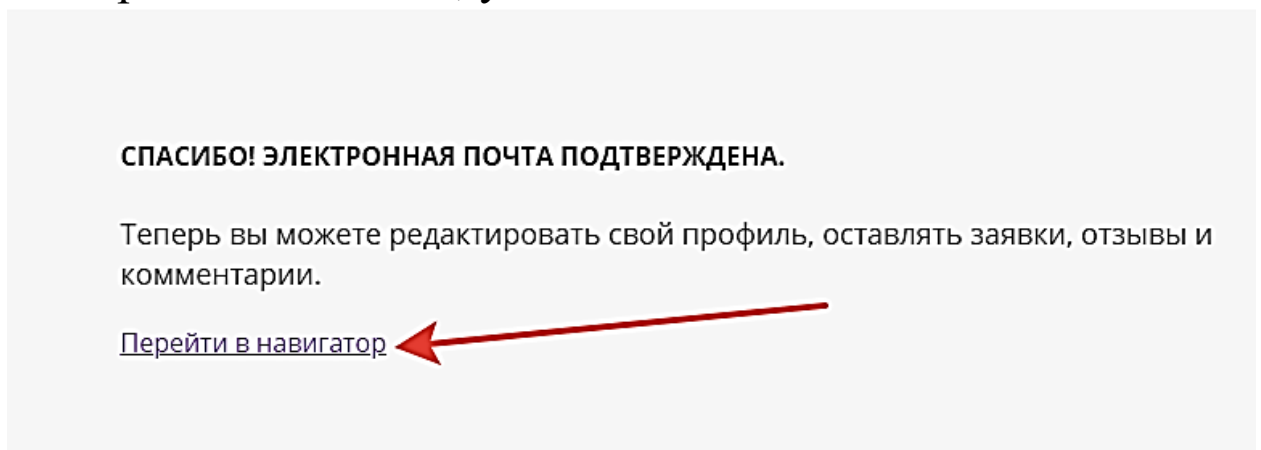 СПАСИБО! ЭЛЕКТРОННАЯ ПОЧТА ПОДТВЕРЖДЕНА.
Теперь вы можете редактировать свой профиль, оставлять заявки, отзывы и
комментарии.
Перейти в навигатор